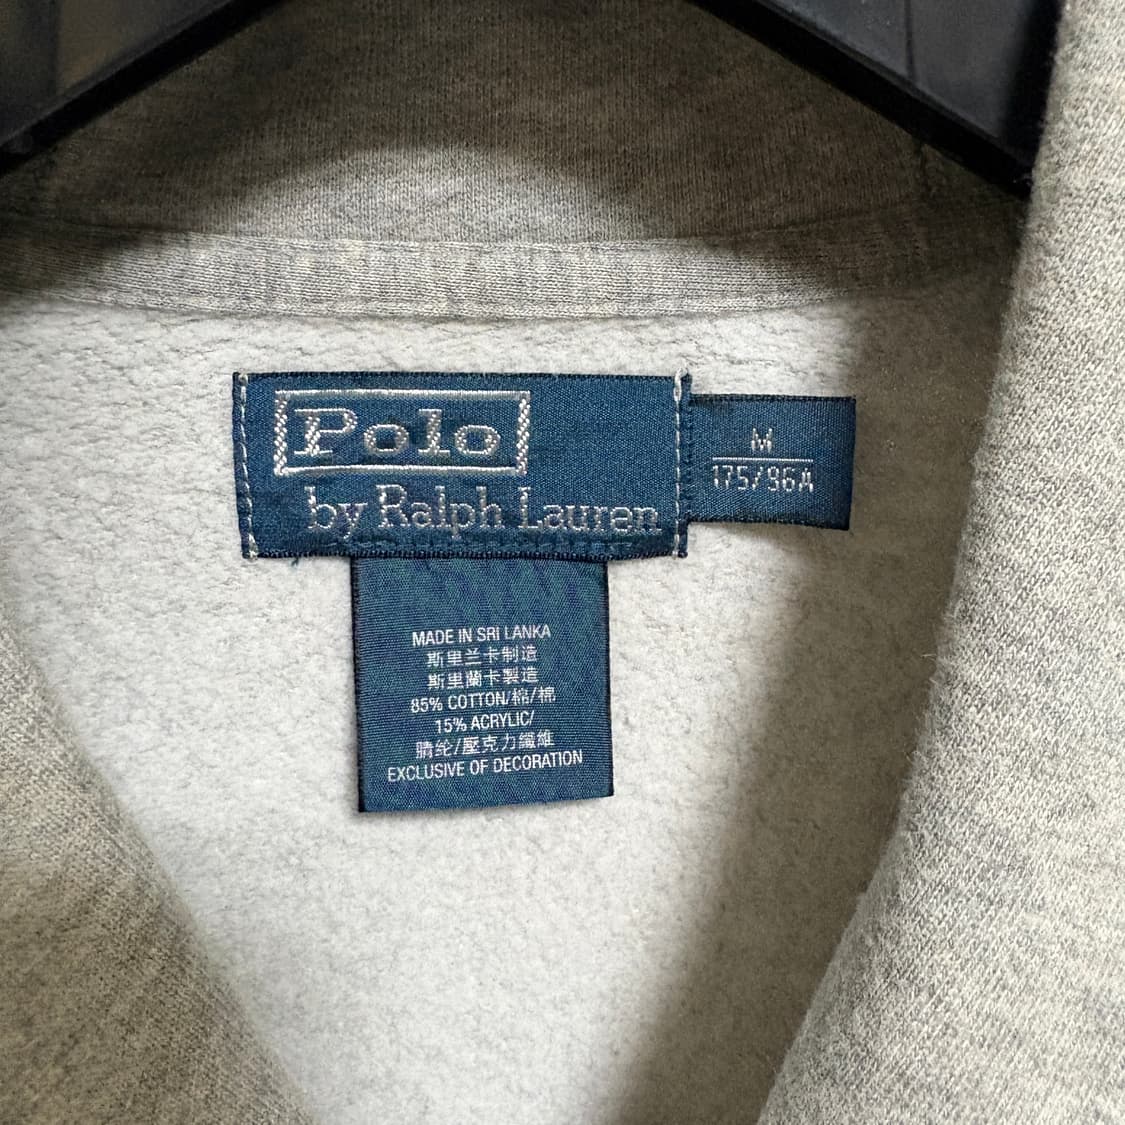 Polo
by Ralph Lauren
M
175/96A
MADE IN SRI LANKA
斯里兰卡制造
斯里蘭卡製造
85% COTTON/棉/棉
15% ACRYLIC/
腈纶/壓克力纖維
EXCLUSIVE OF DECORATION